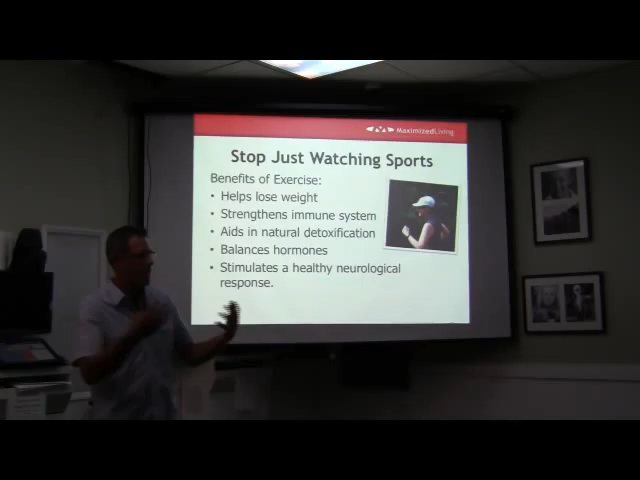 MaximizedLiving
Stop Just Watching Sports
Benefits of Exercise:
• Helps lose weight
• Strengthens immune system
• Aids in natural detoxification
• Balances hormones
• Stimulates a healthy neurological
response.